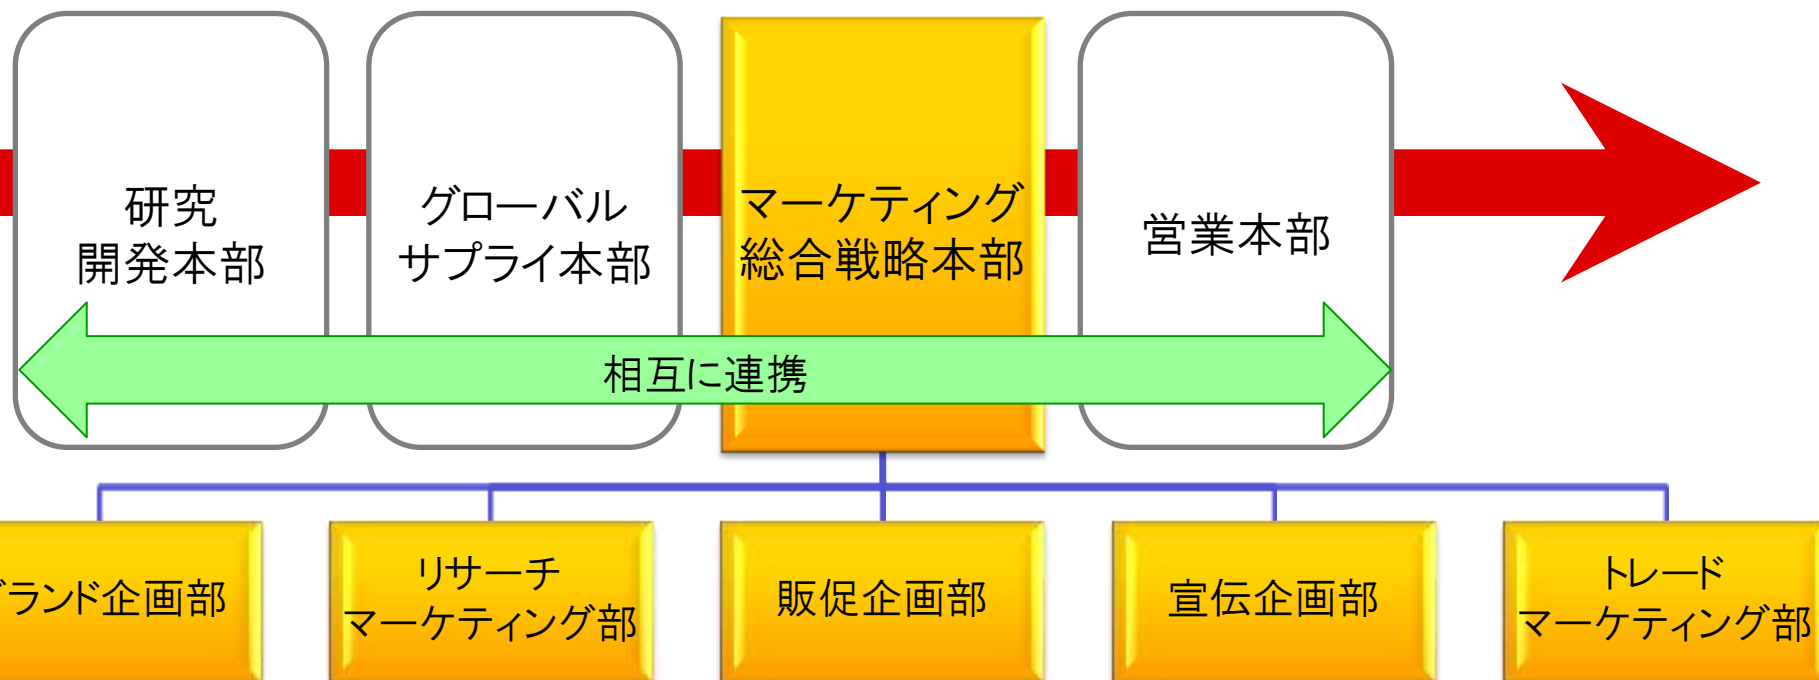 研究
開発本部
グローバル
サプライ本部
マーケティング
総合戦略本部
営業本部
相互に連携
ブランド企画部
リサーチ
マーケティング部
販促企画部
宣伝企画部
トレード
マーケティング部